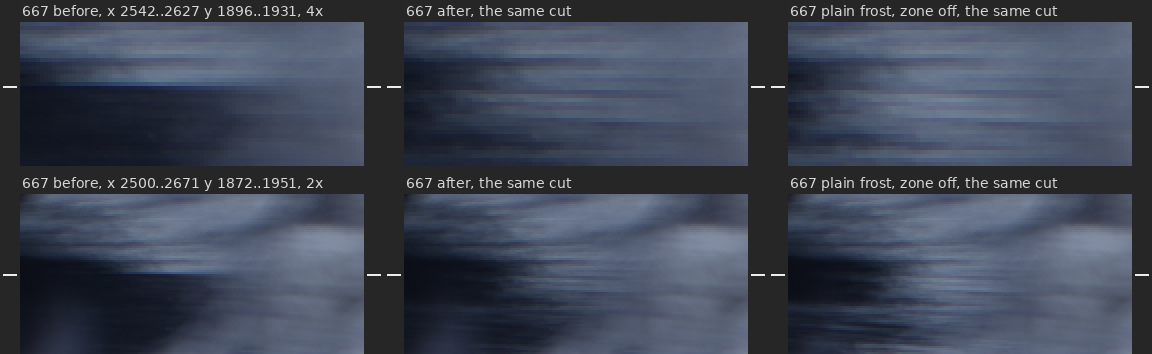 667 before, x 2542..2627 y 1896..1931, 4x
667 after, the same cut
667 plain frost, zone off, the same cut
667 before, x 2500..2671 y 1872..1951, 2x
667 after, the same cut
667 plain frost, zone off, the same cut